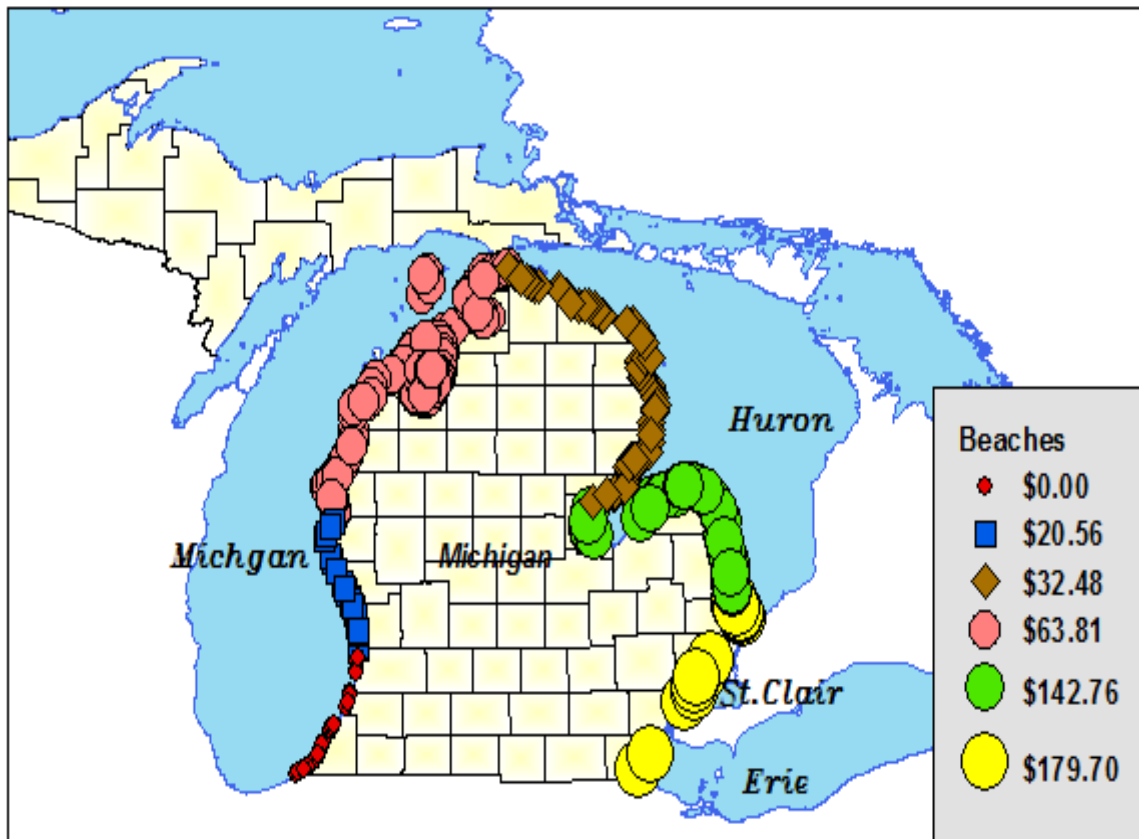 Huron
Michgan
Michigan
St.Clair
Erie
Beaches
$0.00
$20.56
$32.48
$63.81
$142.76
$179.70